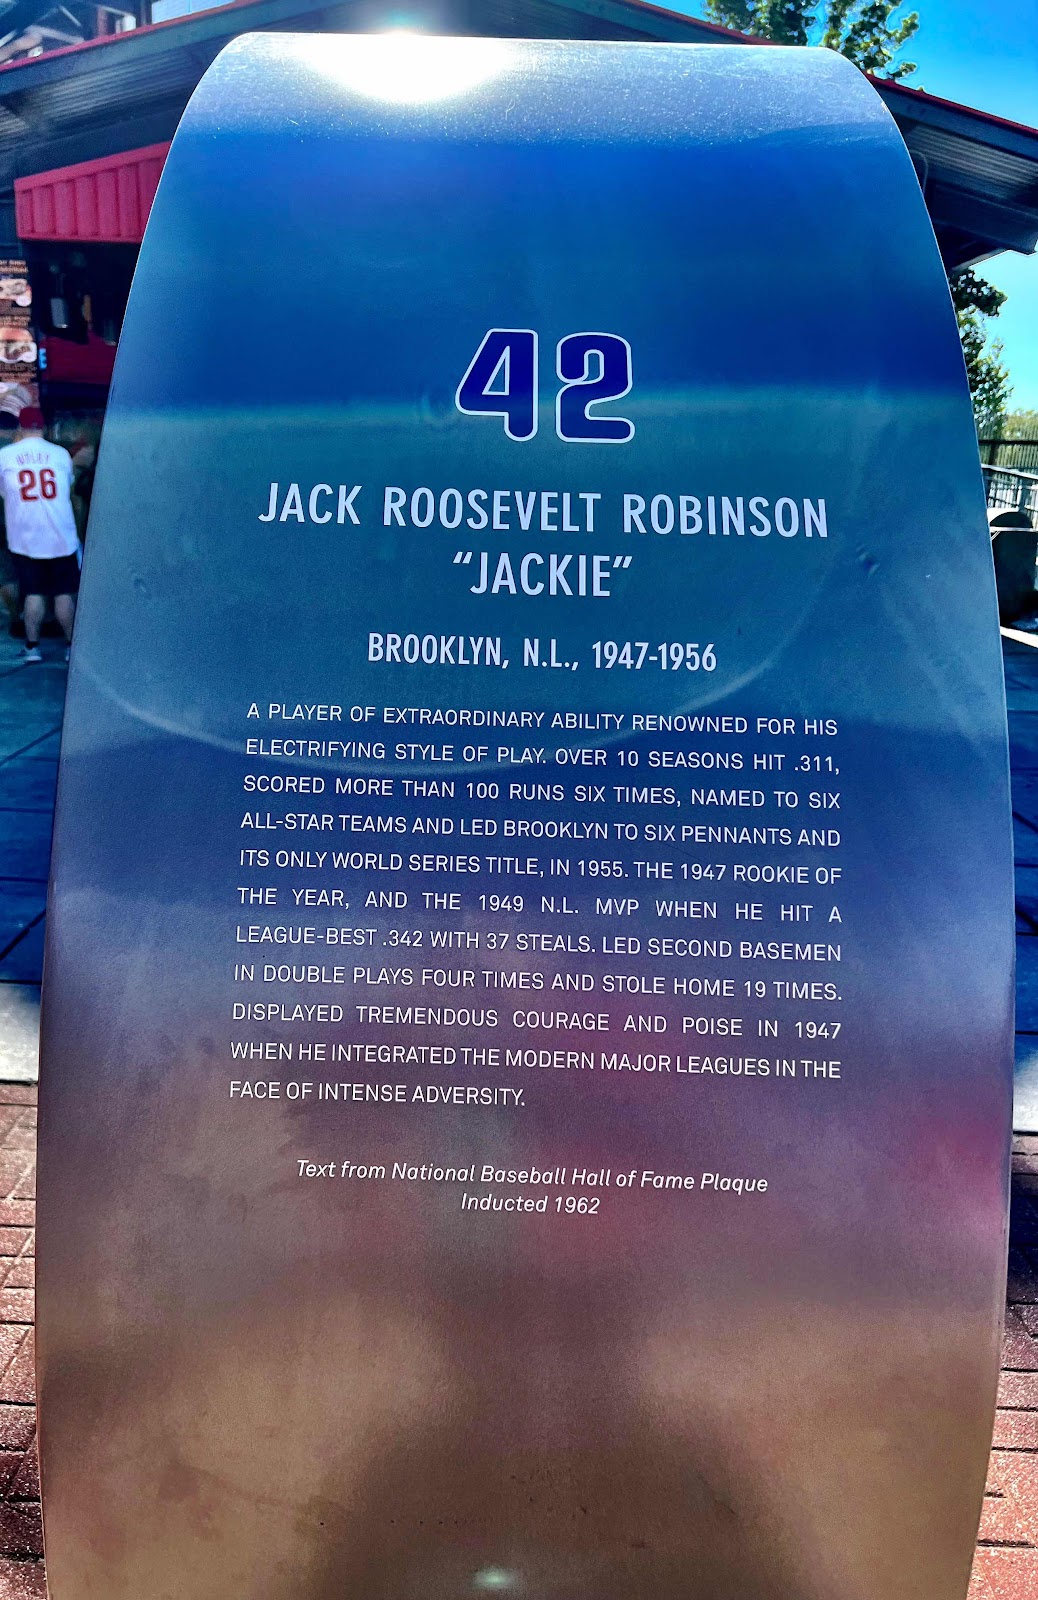 42
JACK ROOSEVELT ROBINSON
“JACKIE”
BROOKLYN, N.L., 1947-1956
A PLAYER OF EXTRAORDINARY ABILITY RENOWNED FOR HIS
ELECTRIFYING STYLE OF PLAY. OVER 10 SEASONS HIT .311,
SCORED MORE THAN 100 RUNS SIX TIMES, NAMED TO SIX
ALL-STAR TEAMS AND LED BROOKLYN TO SIX PENNANTS AND
ITS ONLY WORLD SERIES TITLE, IN 1955. THE 1947 ROOKIE OF
THE YEAR, AND THE 1949 N.L. MVP WHEN HE HIT A
LEAGUE-BEST .342 WITH 37 STEALS. LED SECOND BASEMEN
IN DOUBLE PLAYS FOUR TIMES AND STOLE HOME 19 TIMES.
DISPLAYED TREMENDOUS COURAGE AND POISE IN 1947
WHEN HE INTEGRATED THE MODERN MAJOR LEAGUES IN THE
FACE OF INTENSE ADVERSITY.
Text from National Baseball Hall of Fame Plaque
Inducted 1962
UTLEY
26